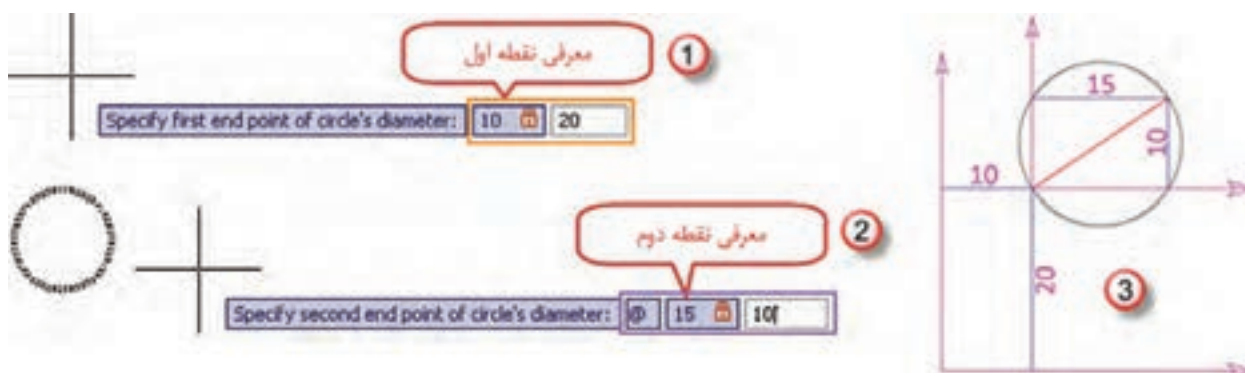 معرفی نقطه اول
1
Specify first end point of circle's diameter: 10 20
معرفی نقطه دوم
2
Specify second end point of circle's diameter: @ 15 10
15
10
10
20
3